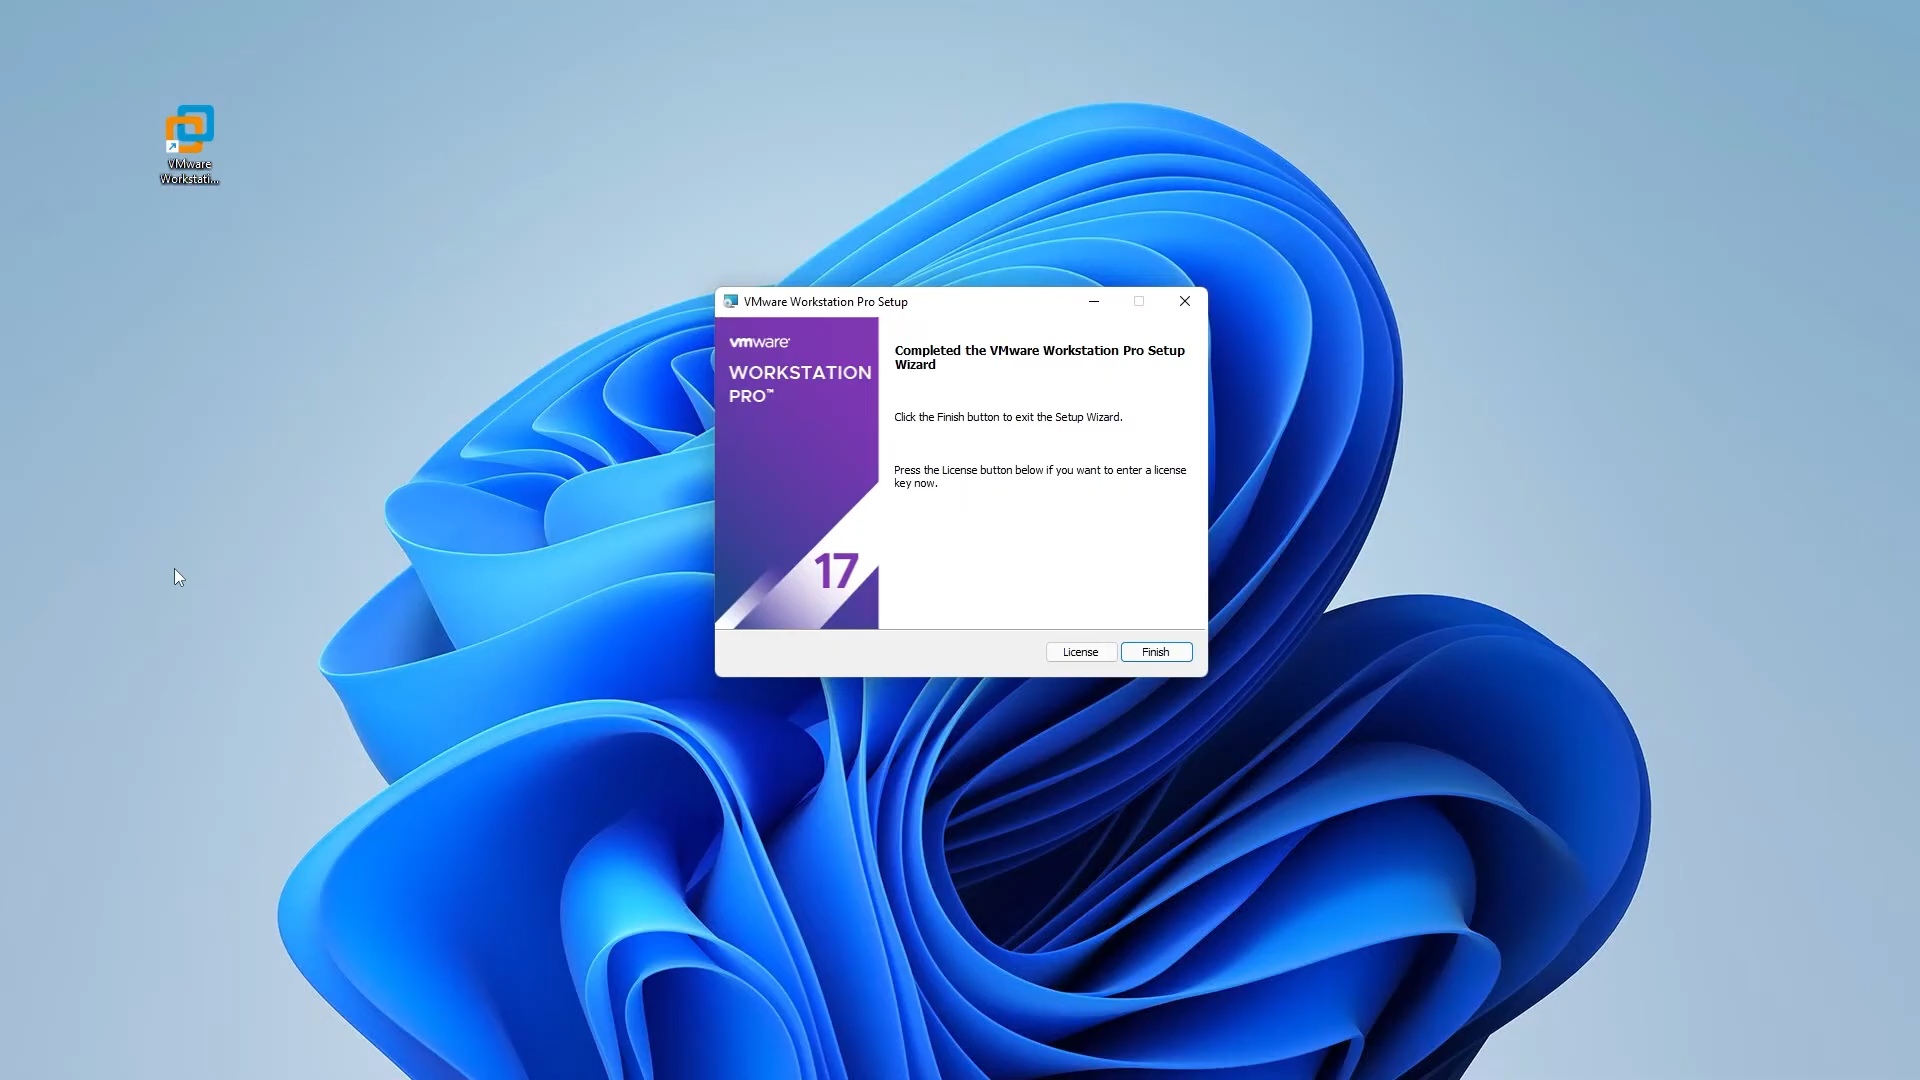 VMware
Workstati...
VMware Workstation Pro Setup
vmware
WORKSTATION
PRO™
17
Completed the VMware Workstation Pro Setup
Wizard
Click the Finish button to exit the Setup Wizard.
Press the License button below if you want to enter a license
key now.
License
Finish